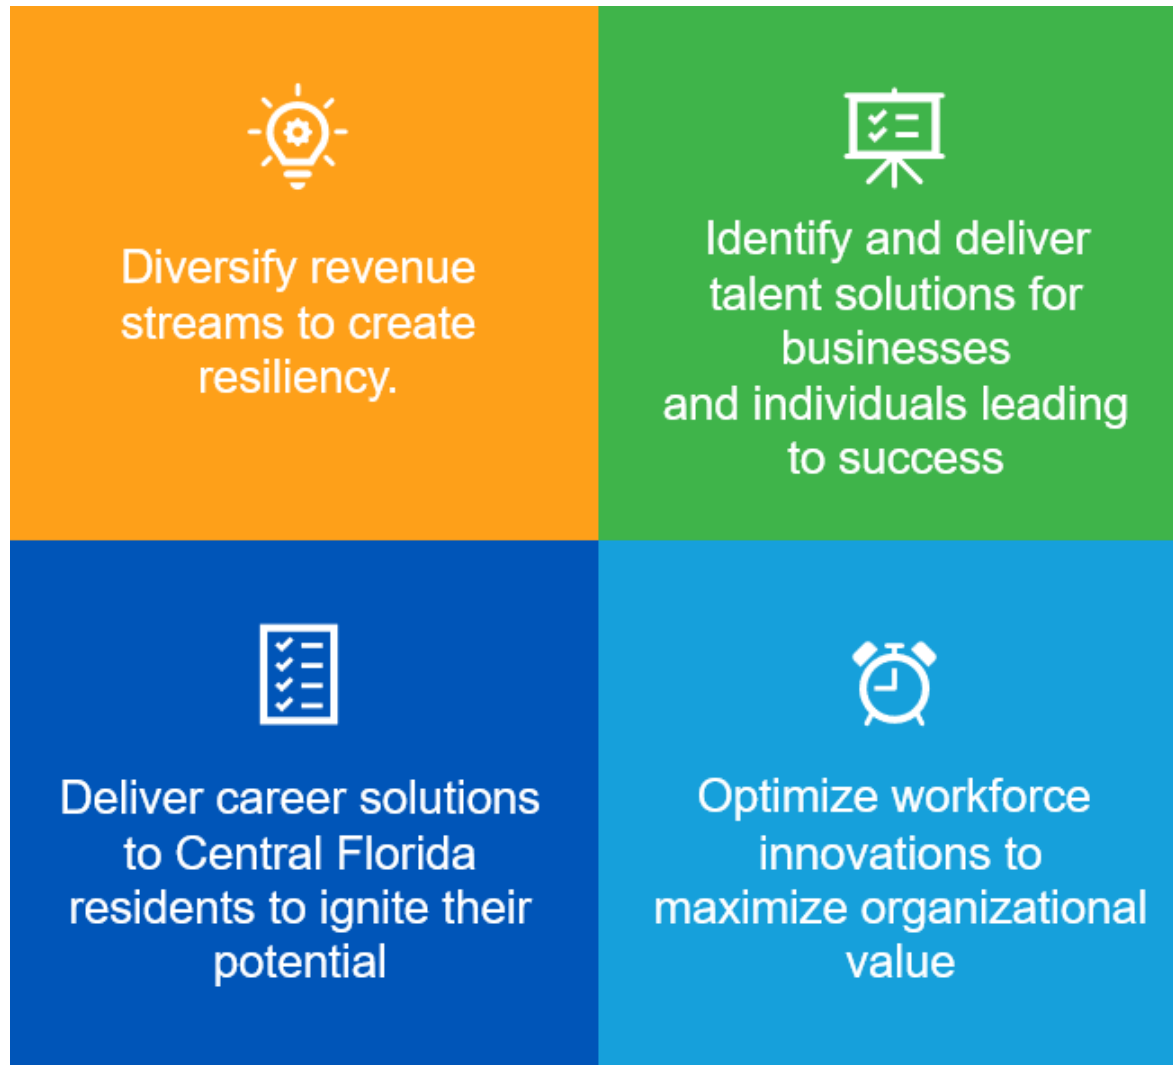 Diversify revenue
streams to create
resiliency.
Identify and deliver
talent solutions for
businesses
and individuals leading
to success
Deliver career solutions
to Central Florida
residents to ignite their
potential
Optimize workforce
innovations to
maximize organizational
value